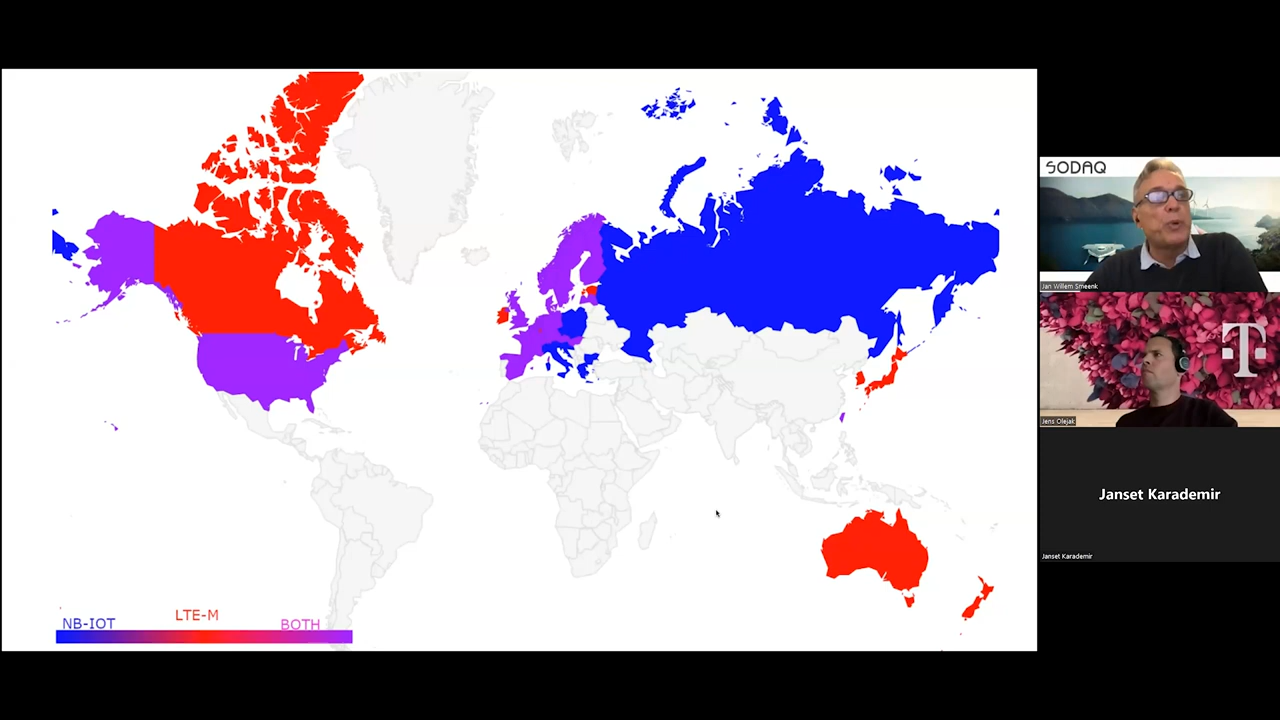 NB-IOT
LTE-M
BOTH
SODAQ
Jan Willem Smeenk
T
Jens Olejak
Janset Karademir
Janset Karademir